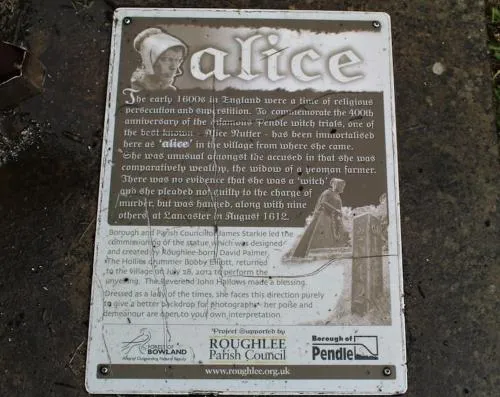 alice
The early 1600s in England were a time of religious
persecution and superstition. To commemorate the 400th
anniversary of the infamous Pendle witch trials, one of
the best known - Alice Nutter - has been immortalised
here as 'alice' in the village from where she came.
She was unusual amongst the accused in that she was
comparatively wealthy, the widow of a yeoman farmer.
There was no evidence that she was a 'witch'
and she pleaded not guilty to the charge of
murder, but was hanged, along with nine
others, at Lancaster in August 1612.
Borough and Parish Councillor James Starkie led the
commissioning of the statue which was designed
and created by Roughlee-born David Palmer.
The Hollies drummer Bobby Elliott, returned
to the village on July 28, 2012 to perform the
unveiling. The Reverend John Hallows made a blessing.
Dressed as a lady of the times, she faces this direction purely
to give a better backdrop for photographs - her poise and
demeanour are open to your own interpretation.
FOREST OF
BOWLAND
Area of Outstanding Natural Beauty
Project Supported by
ROUGHLEE
Parish Council
Borough of
Pendle
www.roughlee.org.uk